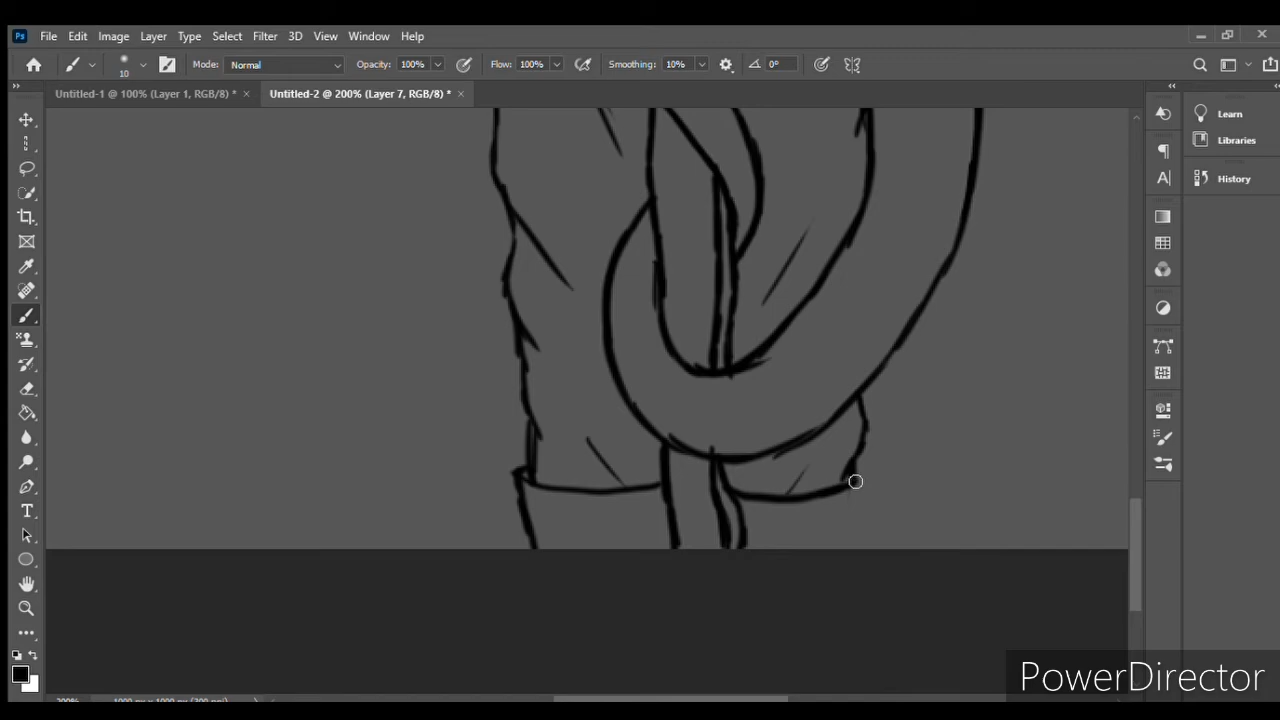 Ps File Edit Image Layer Type Select Filter 3D View Window Help
10 Mode: Normal Opacity: 100% Flow: 100% Smoothing: 10% 0°
Untitled-1 @ 100% (Layer 1, RGB/8) * × Untitled-2 @ 200% (Layer 7, RGB/8) * ×
Learn
Libraries
History
PowerDirector